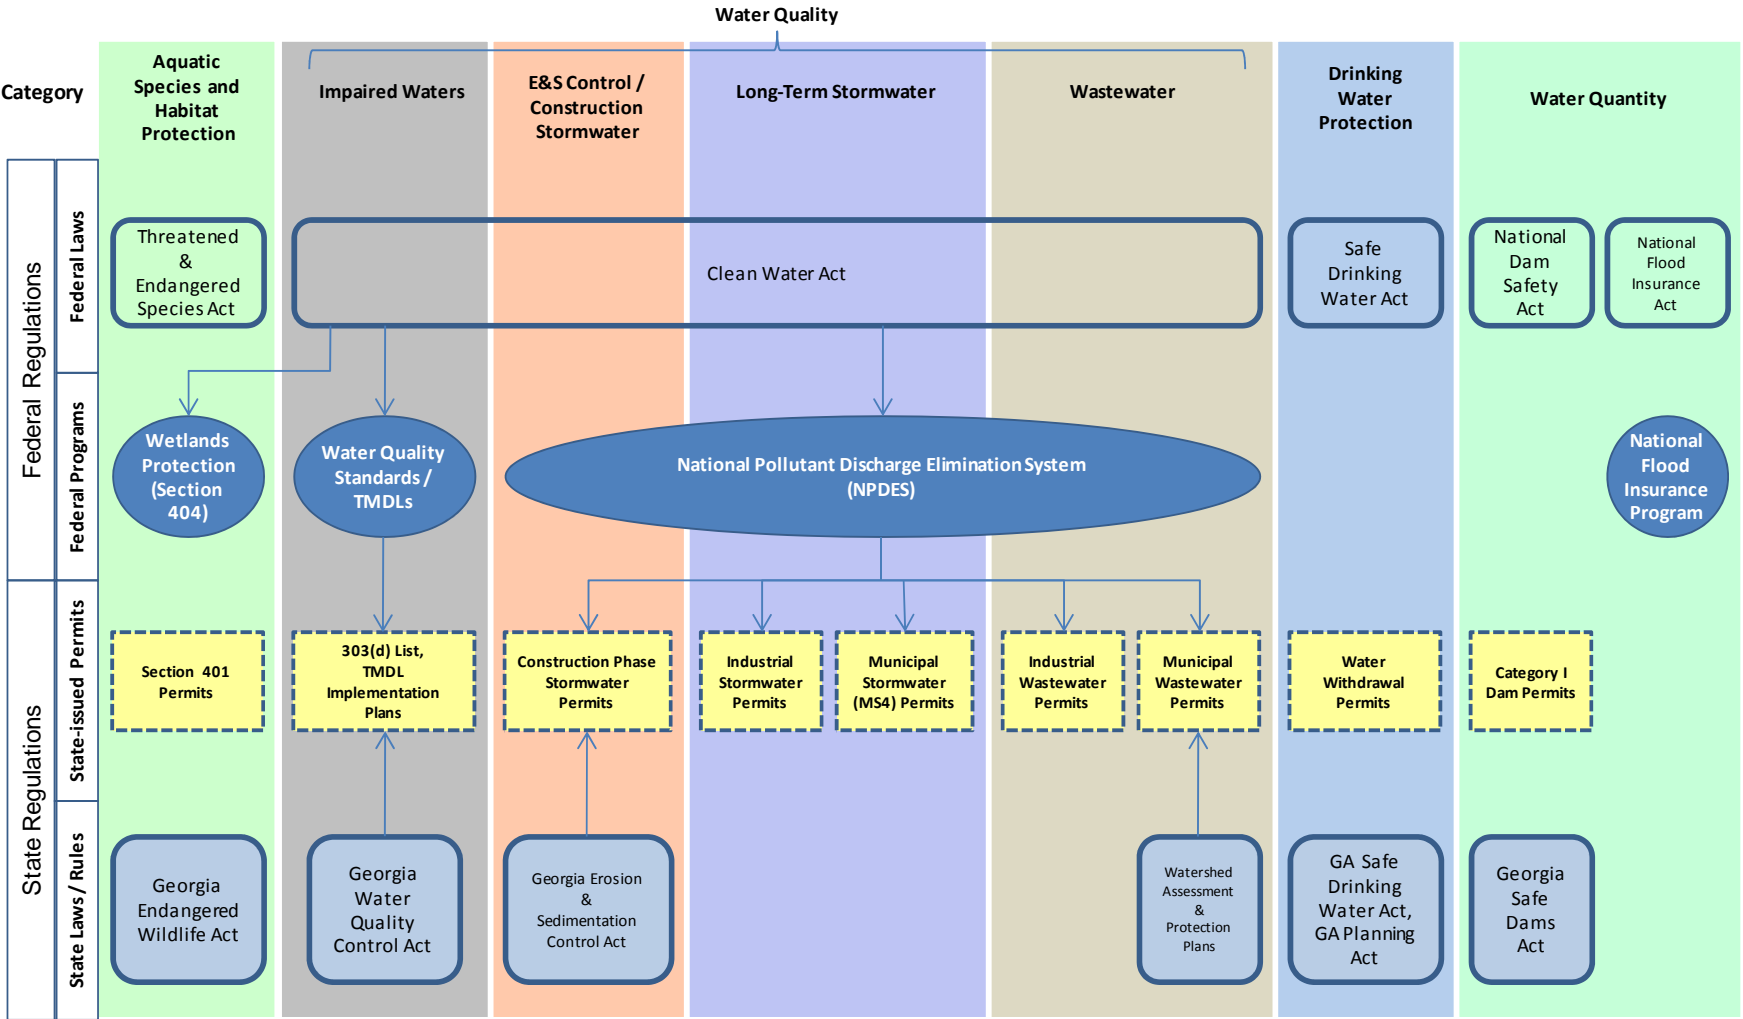 Water Quality
Category
Aquatic
Species and
Habitat
Protection
Impaired Waters
E&S Control /
Construction
Stormwater
Long-Term Stormwater
Wastewater
Drinking
Water
Protection
Water Quantity
Federal Regulations
Federal Laws
Threatened
&
Endangered
Species Act
Clean Water Act
Safe
Drinking
Water Act
National
Dam
Safety
Act
National
Flood
Insurance
Act
Federal Programs
Wetlands
Protection
(Section
404)
Water Quality
Standards /
TMDLs
National Pollutant Discharge Elimination System
(NPDES)
National
Flood
Insurance
Program
State Regulations
State-issued Permits
Section 401
Permits
303(d) List,
TMDL
Implementation
Plans
Construction Phase
Stormwater
Permits
Industrial
Stormwater
Permits
Municipal
Stormwater
(MS4) Permits
Industrial
Wastewater
Permits
Municipal
Wastewater
Permits
Water
Withdrawal
Permits
Category I
Dam Permits
State Laws / Rules
Georgia
Endangered
Wildlife Act
Georgia
Water
Quality
Control Act
Georgia Erosion
&
Sedimentation
Control Act
Watershed
Assessment
&
Protection
Plans
GA Safe
Drinking
Water Act,
GA Planning
Act
Georgia
Safe
Dams
Act